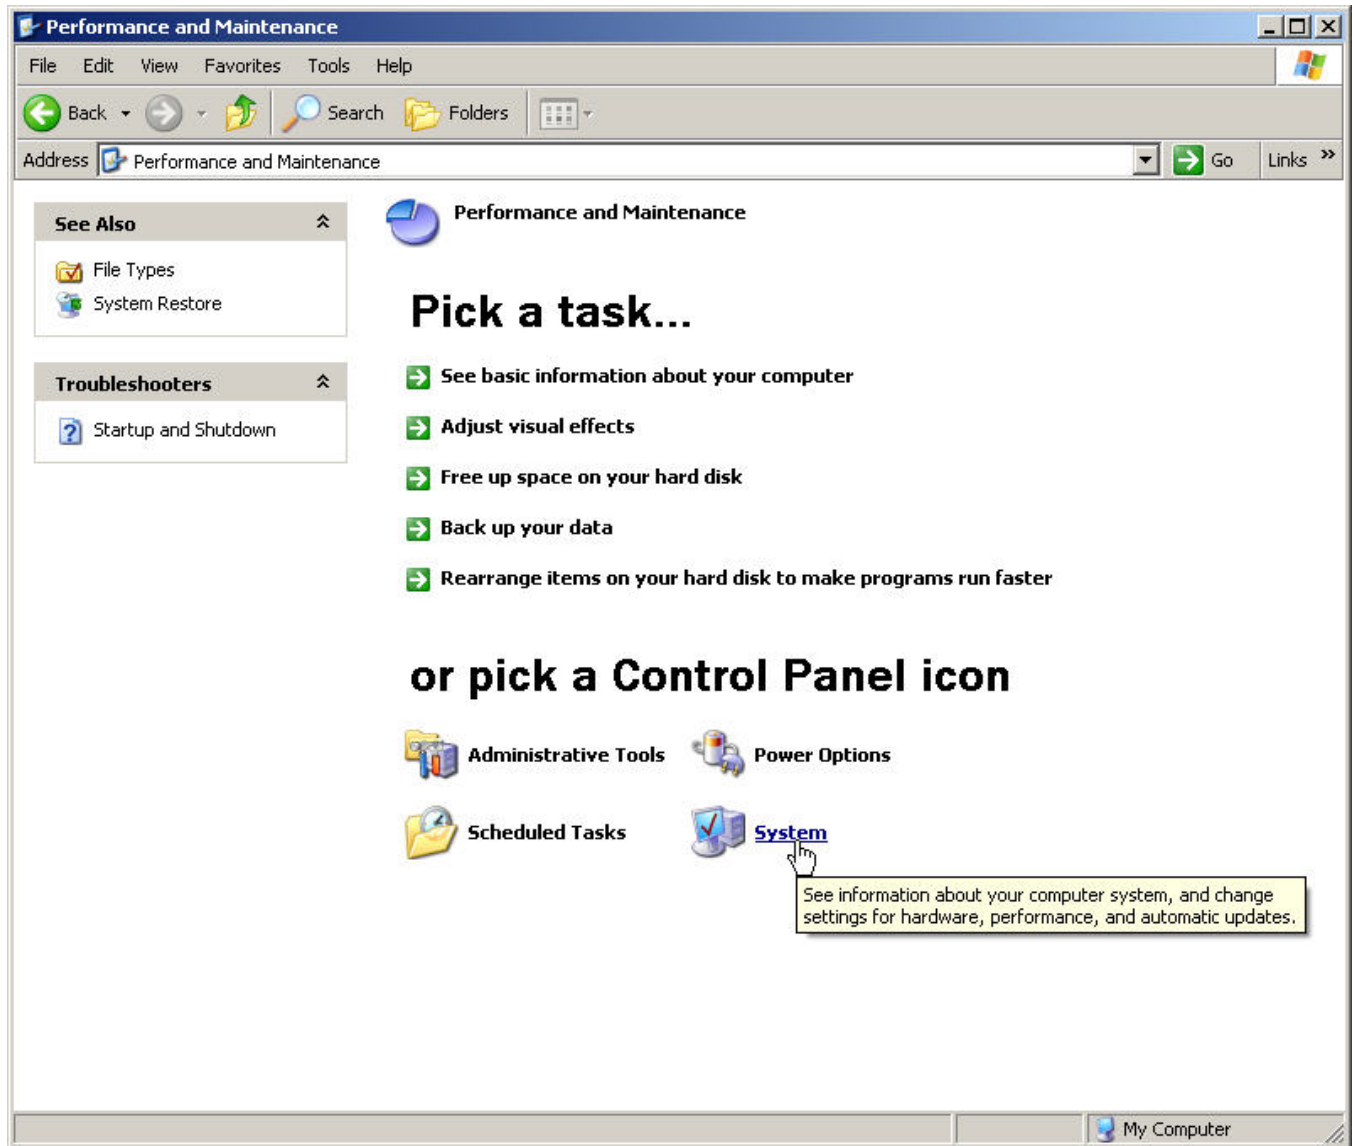 Performance and Maintenance
File Edit View Favorites Tools Help
Back Search Folders
Address Performance and Maintenance Go Links »
See Also
File Types
System Restore
Troubleshooters
Startup and Shutdown
Performance and Maintenance
Pick a task...
See basic information about your computer
Adjust visual effects
Free up space on your hard disk
Back up your data
Rearrange items on your hard disk to make programs run faster
or pick a Control Panel icon
Administrative Tools Power Options
Scheduled Tasks System
See information about your computer system, and change
settings for hardware, performance, and automatic updates.
My Computer